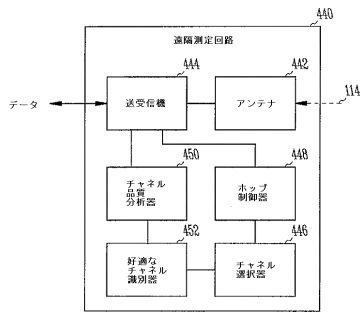 440
遠隔測定回路
444
442
データ
送受信機
アンテナ
114
450
448
チャネル
品質
分析器
ホップ
制御器
452
446
好適な
チャネル
識別器
チャネル
選択器